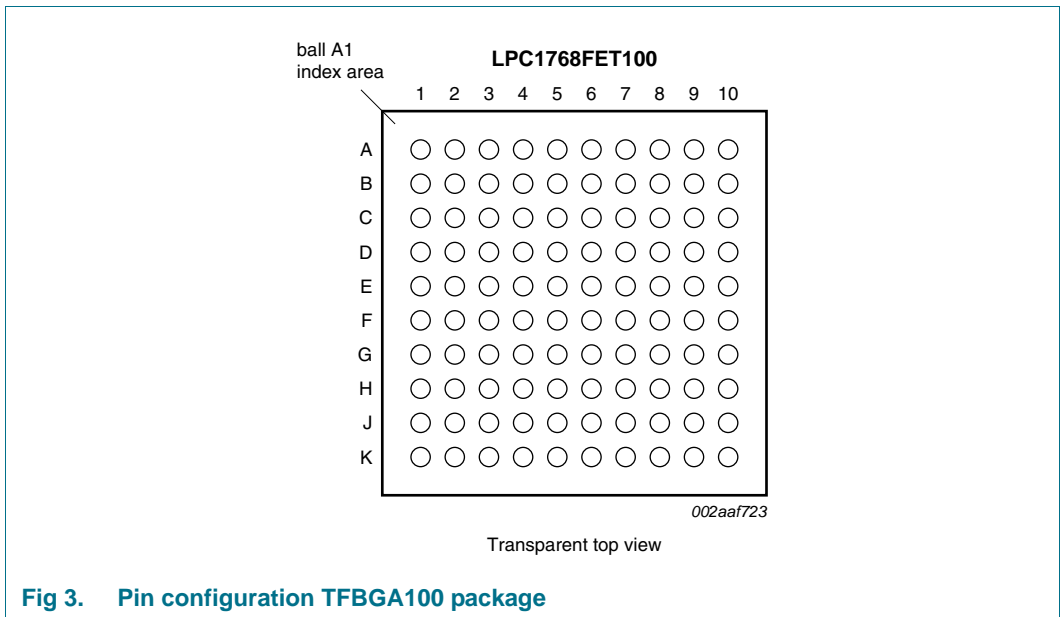 ball A1
index area
LPC1768FET100
1 2 3 4 5 6 7 8 9 10
A
B
C
D
E
F
G
H
J
K
002aaf723
Transparent top view
Fig 3. Pin configuration TFBGA100 package